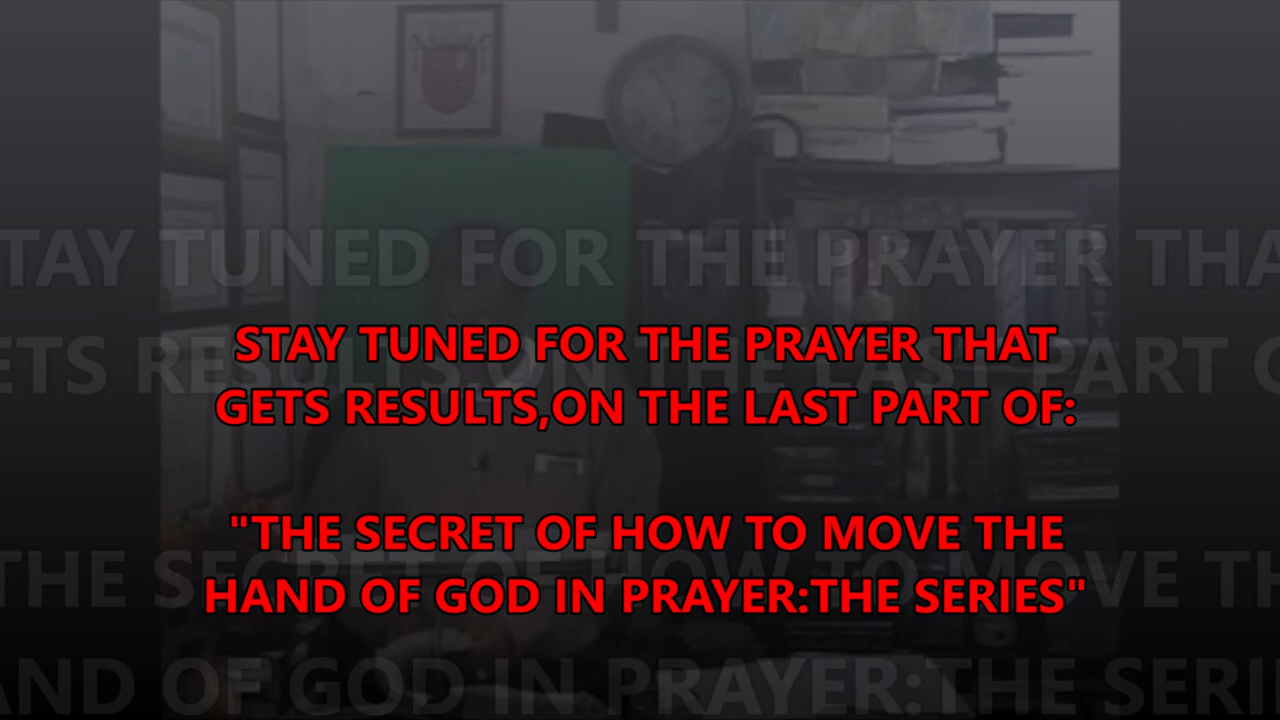 STAY TUNED FOR THE PRAYER THAT
GETS RESULTS,ON THE LAST PART OF:
"THE SECRET OF HOW TO MOVE THE
HAND OF GOD IN PRAYER:THE SERIES"